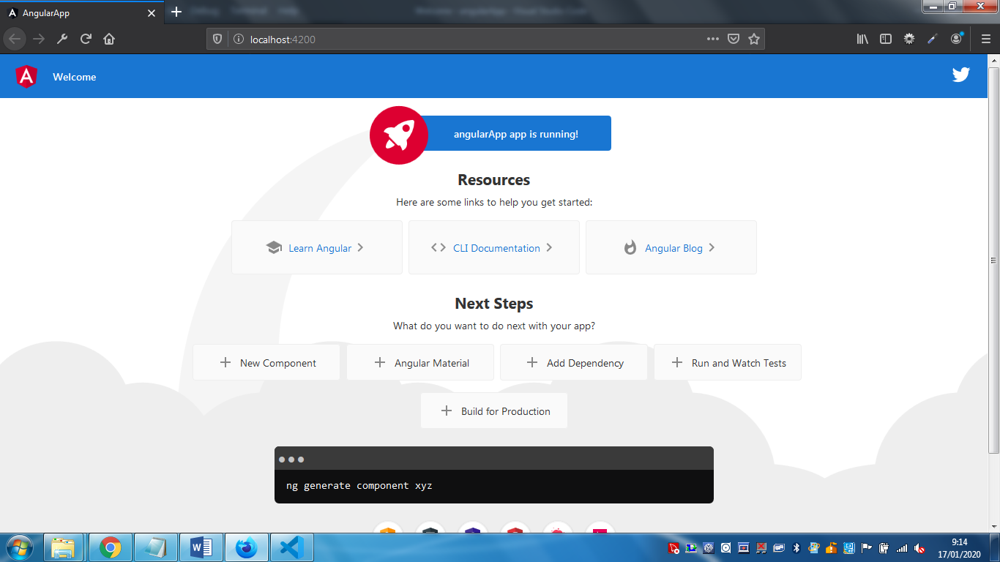 AngularApp
localhost:4200
Welcome
angularApp app is running!
Resources
Here are some links to help you get started:
Learn Angular
CLI Documentation
Angular Blog
Next Steps
What do you want to do next with your app?
New Component
Angular Material
Add Dependency
Run and Watch Tests
Build for Production
ng generate component xyz
9:14
17/01/2020